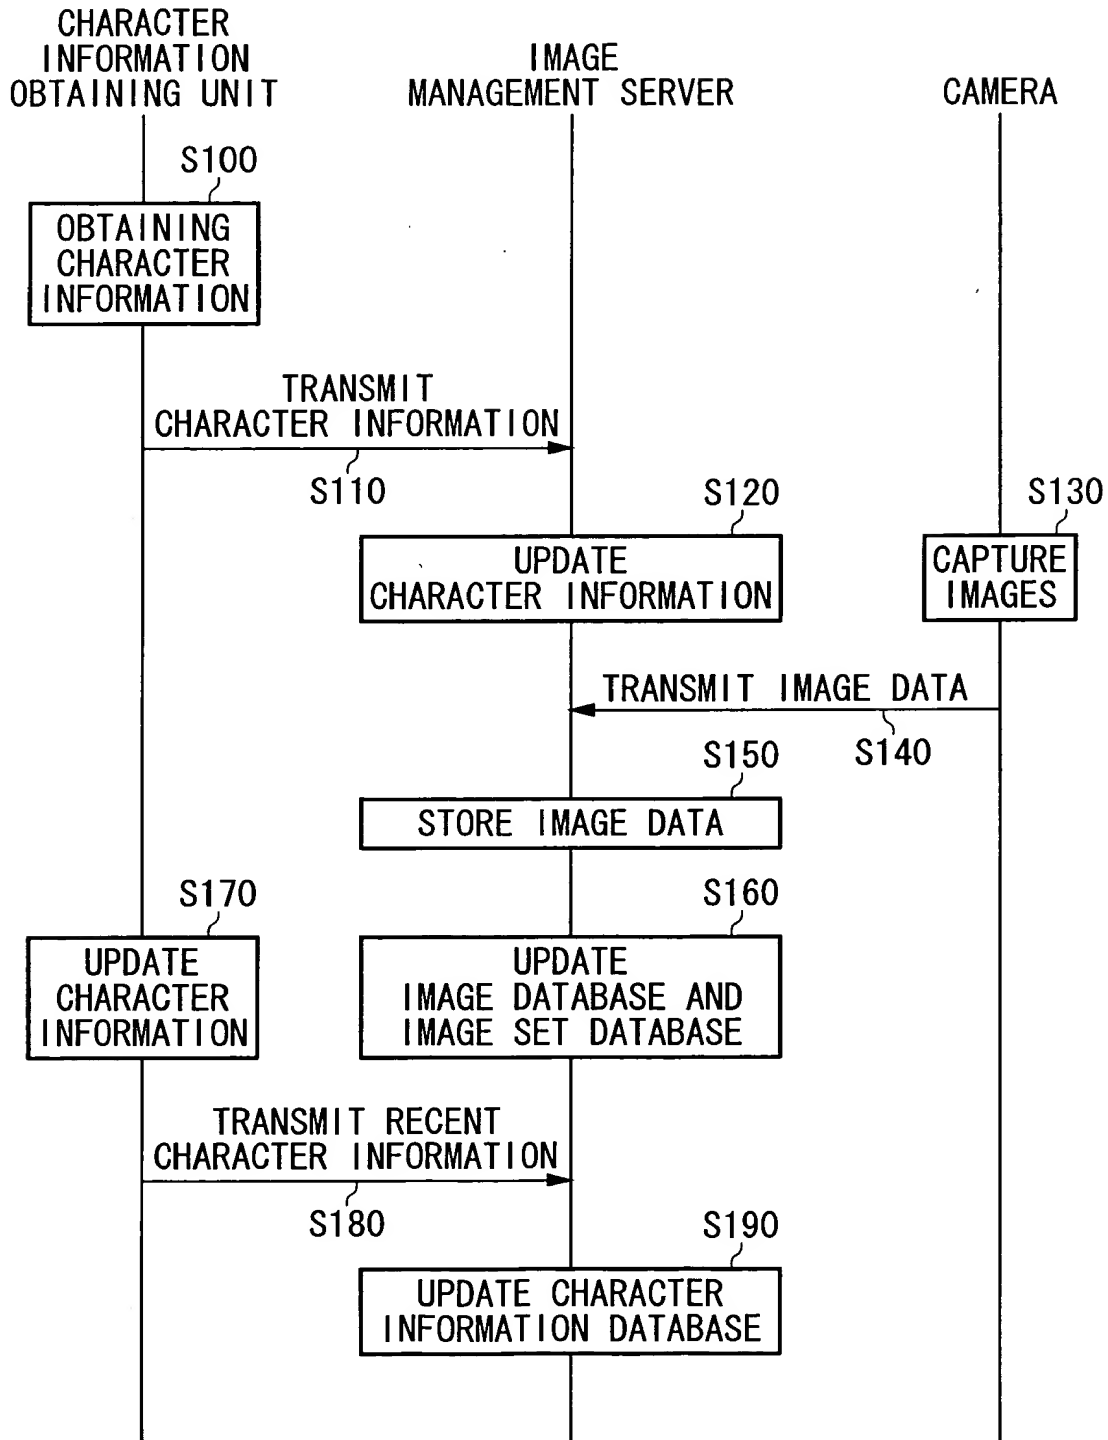 CHARACTER
INFORMATION
OBTAINING UNIT
IMAGE
MANAGEMENT SERVER
CAMERA
S100
OBTAINING
CHARACTER
INFORMATION
TRANSMIT
CHARACTER INFORMATION
S110
S120
UPDATE
CHARACTER INFORMATION
S130
CAPTURE
IMAGES
TRANSMIT IMAGE DATA
S140
S150
STORE IMAGE DATA
S170
UPDATE
CHARACTER
INFORMATION
S160
UPDATE
IMAGE DATABASE AND
IMAGE SET DATABASE
TRANSMIT RECENT
CHARACTER INFORMATION
S180
S190
UPDATE CHARACTER
INFORMATION DATABASE